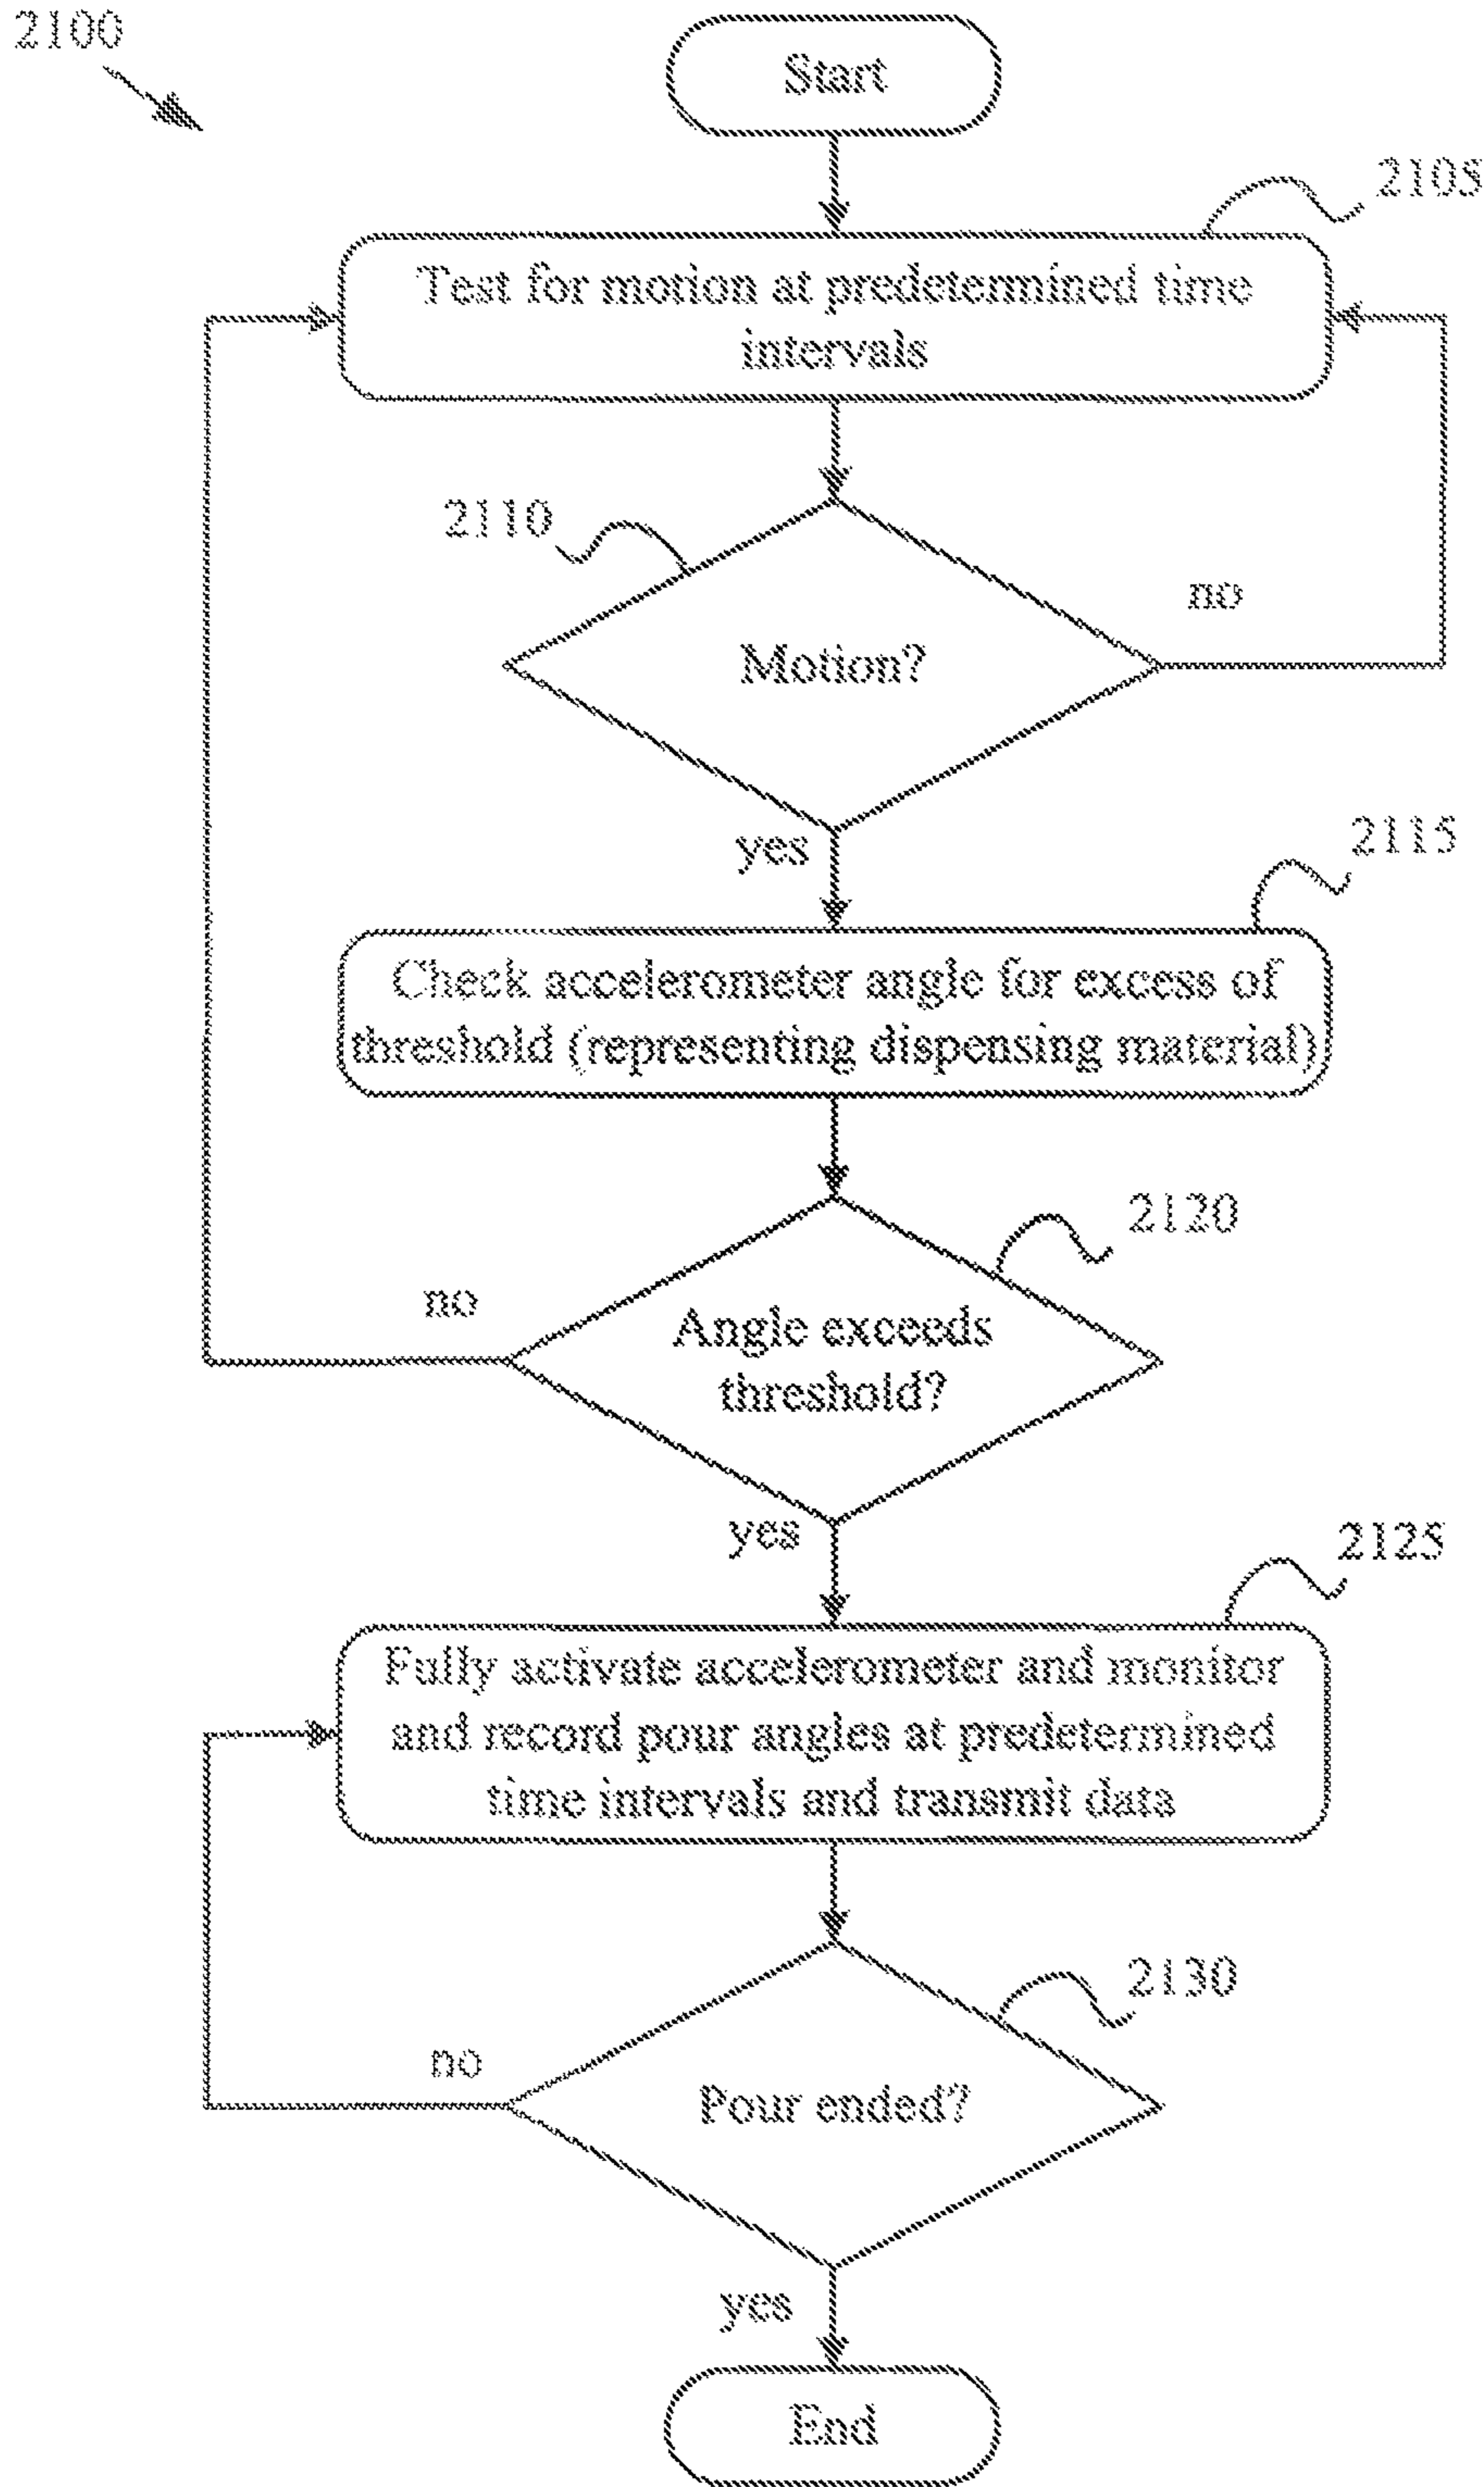 2100
Start
2105
Test for motion at predetermined time
intervals
2110
no
Motion?
yes
2115
Check accelerometer angle for excess of
threshold (representing dispensing material)
2120
no
Angle exceeds
threshold?
yes
2125
Fully activate accelerometer and monitor
and record pour angles at predetermined
time intervals and transmit data
2130
no
Pour ended?
yes
End